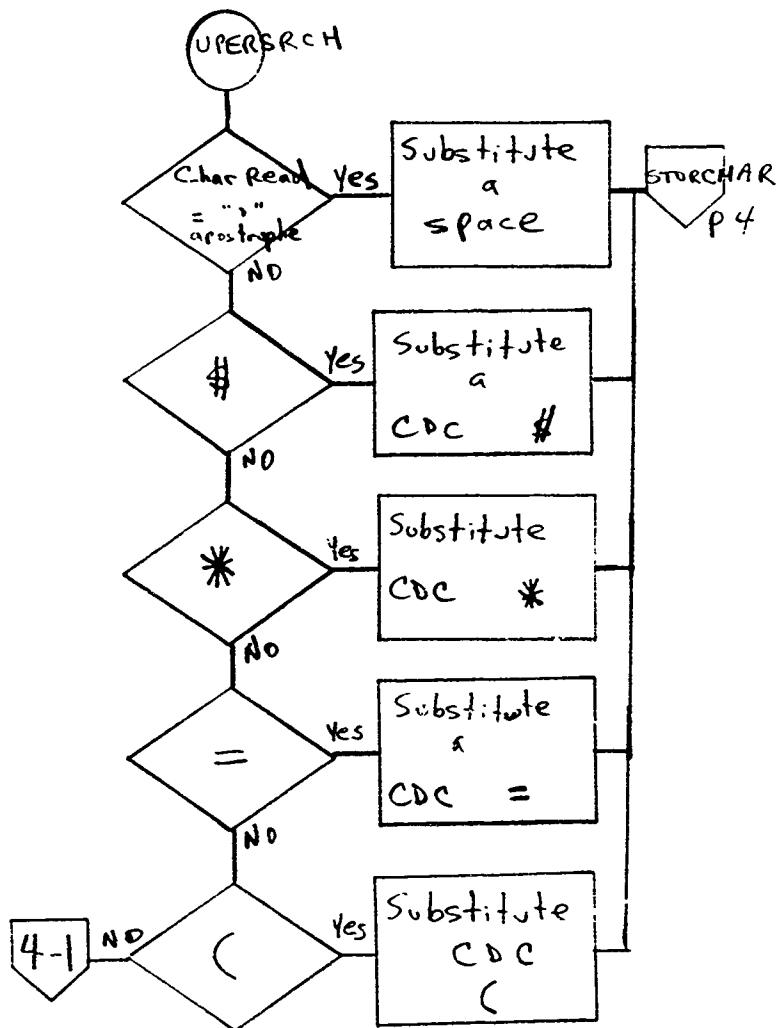 UPERSRCH
Char Read
= ","
apostrophe
Yes
Substitute
a
space
STORCHAR
P4
NO
$
Yes
Substitute
a
CDC $
NO
*
Yes
Substitute
CDC *
NO
=
Yes
Substitute
a
CDC =
NO
(
Yes
Substitute
CDC
(
NO
4-1